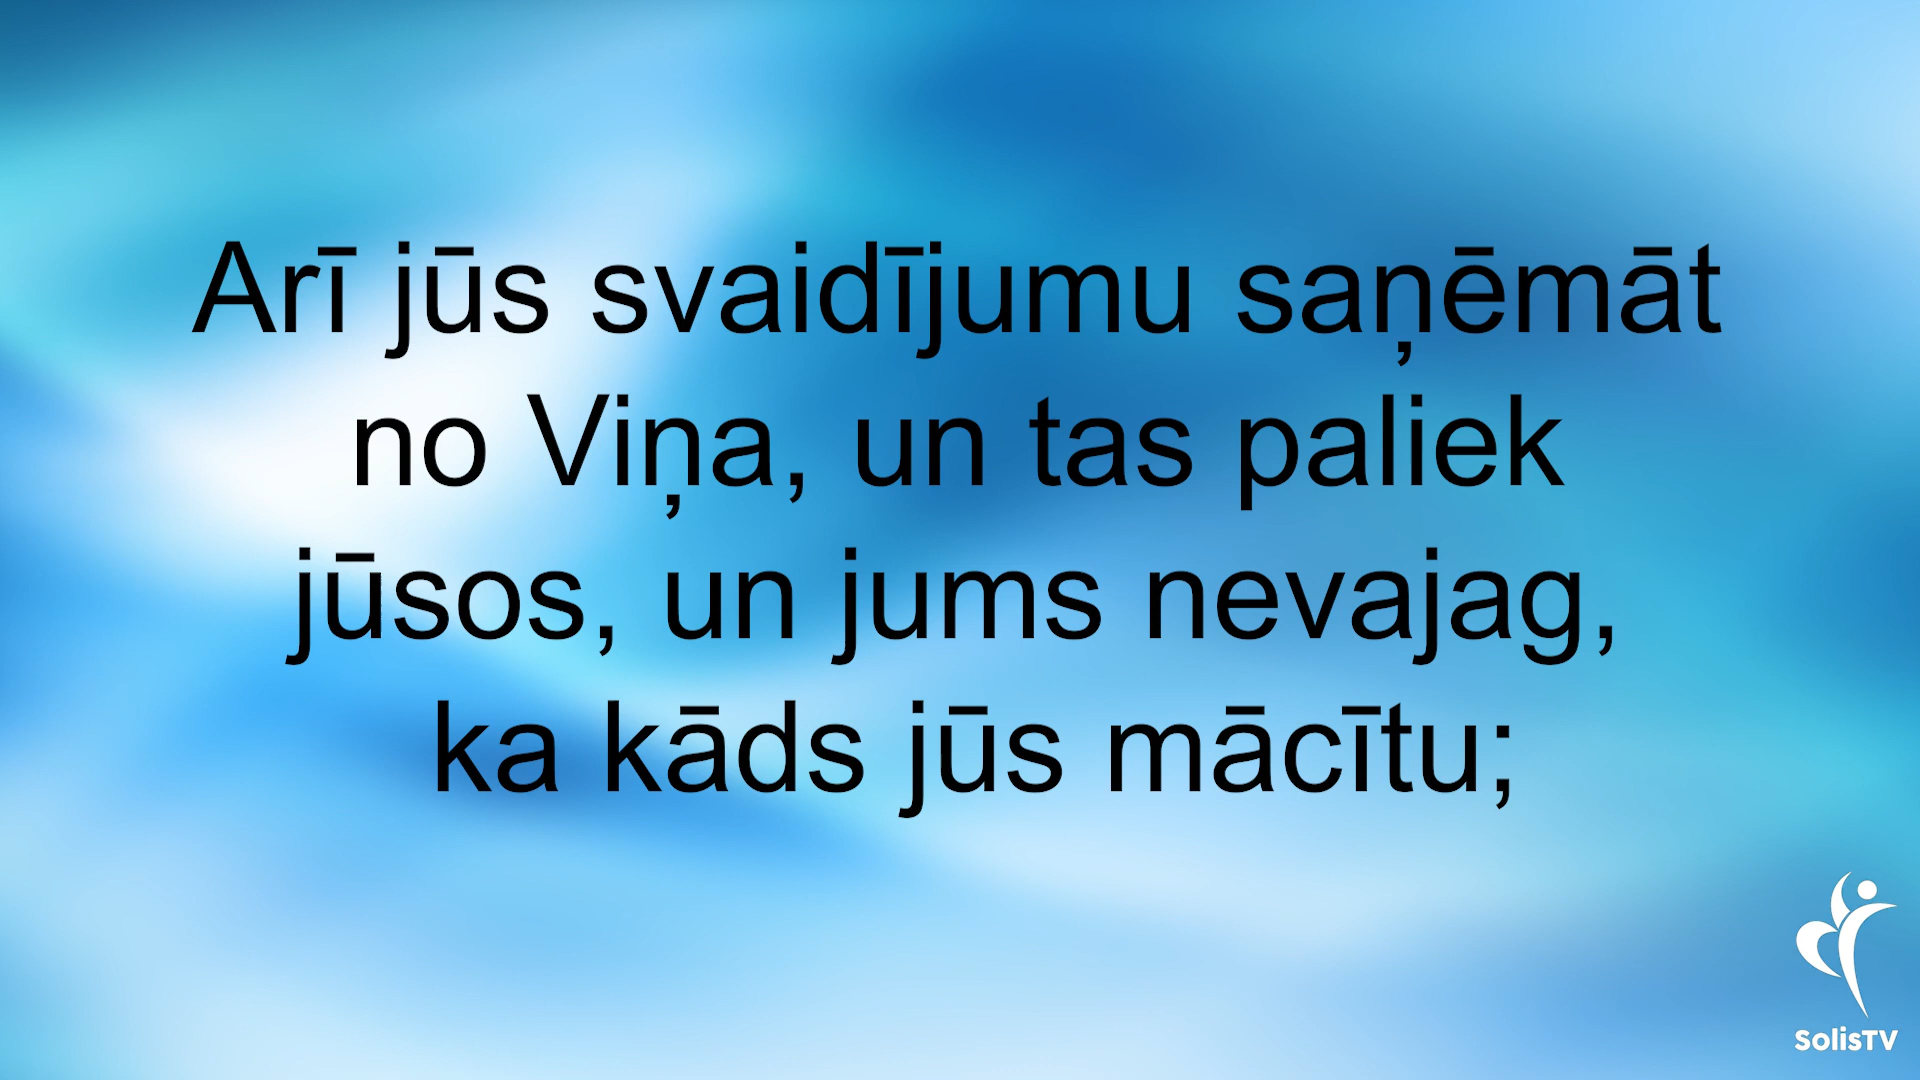 Arī jūs svaidījumu saņēmāt
no Viņa, un tas paliek
jūsos, un jums nevajag,
ka kāds jūs mācītu;
SolisTV